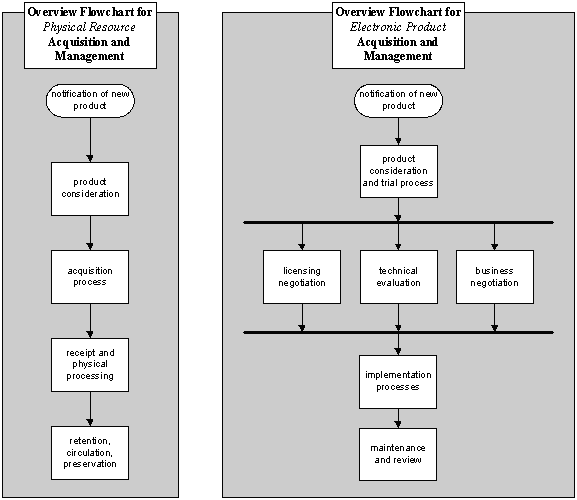 Overview Flowchart for
Physical Resource
Acquisition and
Management
notification of new
product
product
consideration
acquisition
process
receipt and
physical
processing
retention,
circulation,
preservation
Overview Flowchart for
Electronic Product
Acquisition and
Management
notification of new
product
product
consideration
and trial process
licensing
negotiation
technical
evaluation
business
negotiation
implementation
processes
maintenance
and review